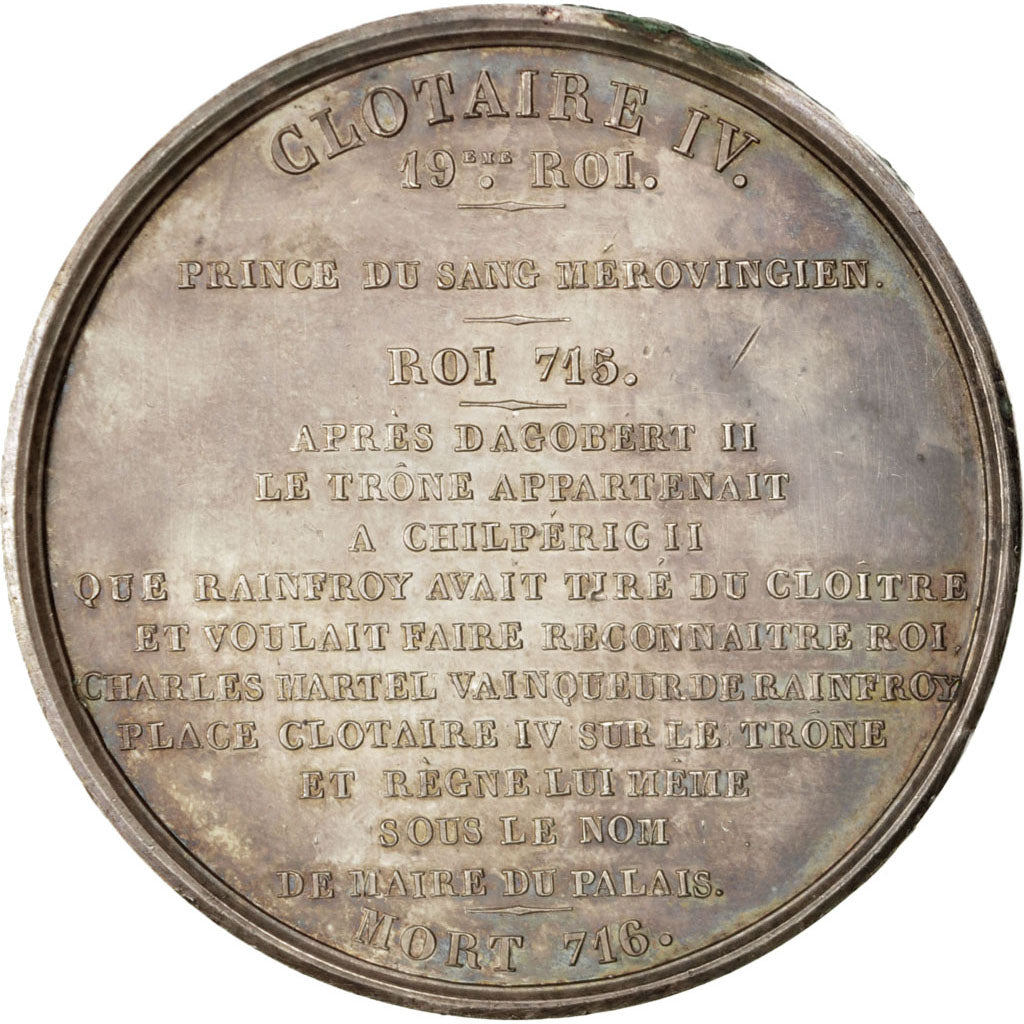 CLOTAIRE IV.
19EME. ROI.
PRINCE DU SANG MÉROVINGIEN.
ROI 715.
APRÈS DAGOBERT II
LE TRÔNE APPARTENAIT
A CHILPÉRIC II
QUE RAINFROY AVAIT TIRÉ DU CLOÎTRE
ET VOULAIT FAIRE RECONNAITRE ROI,
CHARLES MARTEL VAINQUEUR DE RAINFROY
PLACE CLOTAIRE IV SUR LE TRÔNE
ET RÈGNE LUI MÊME
SOUS LE NOM
DE MAIRE DU PALAIS.
MORT 716.